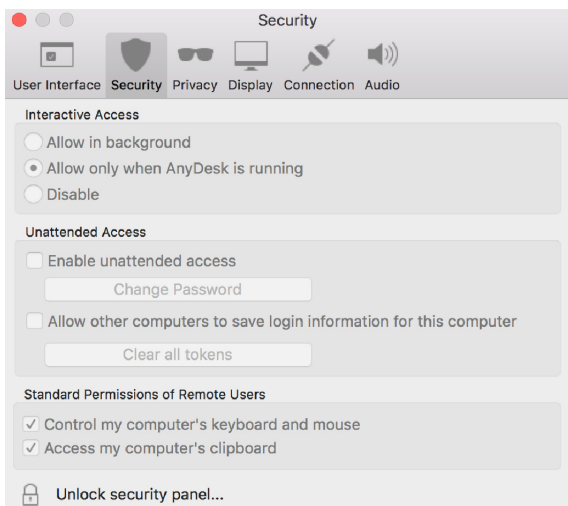 Security
User Interface Security Privacy Display Connection Audio
Interactive Access
Allow in background
Allow only when AnyDesk is running
Disable
Unattended Access
Enable unattended access
Change Password
Allow other computers to save login information for this computer
Clear all tokens
Standard Permissions of Remote Users
Control my computer's keyboard and mouse
Access my computer's clipboard
Unlock security panel...